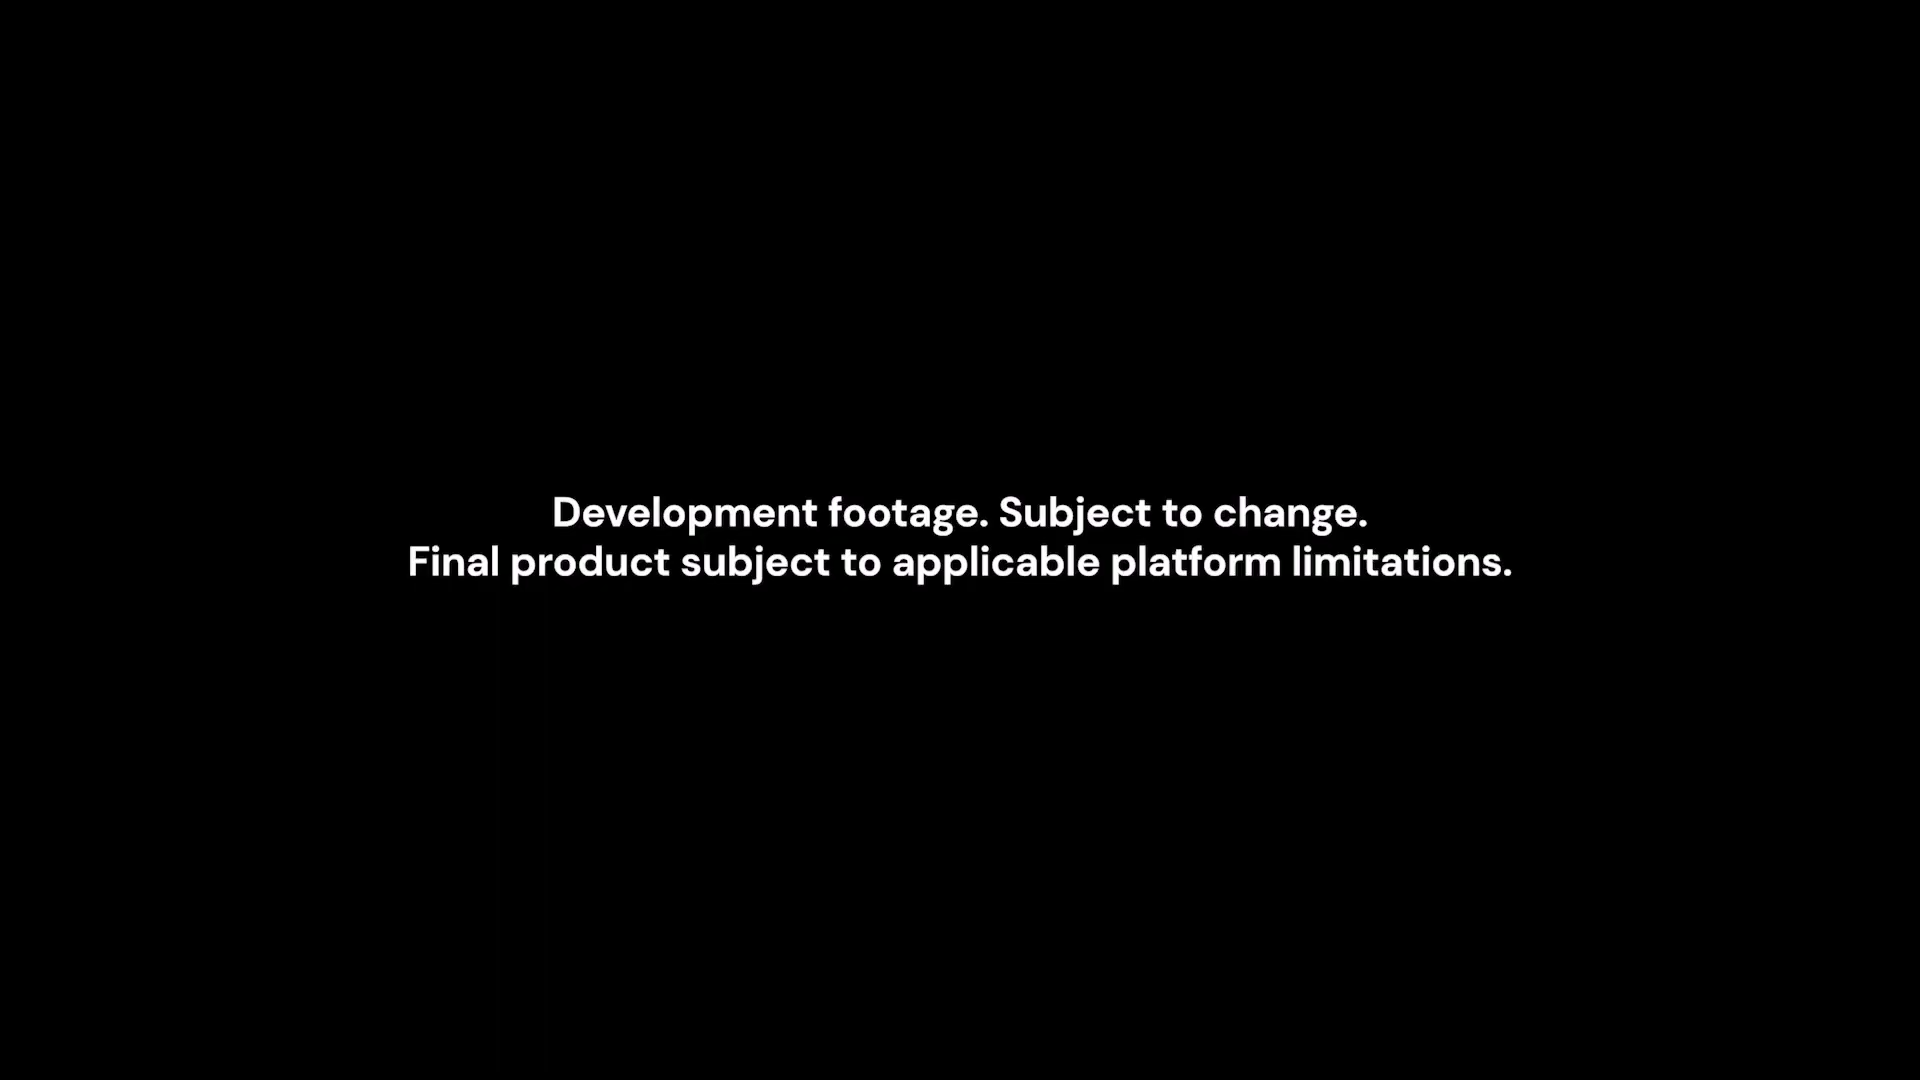 Development footage. Subject to change.
Final product subject to applicable platform limitations.